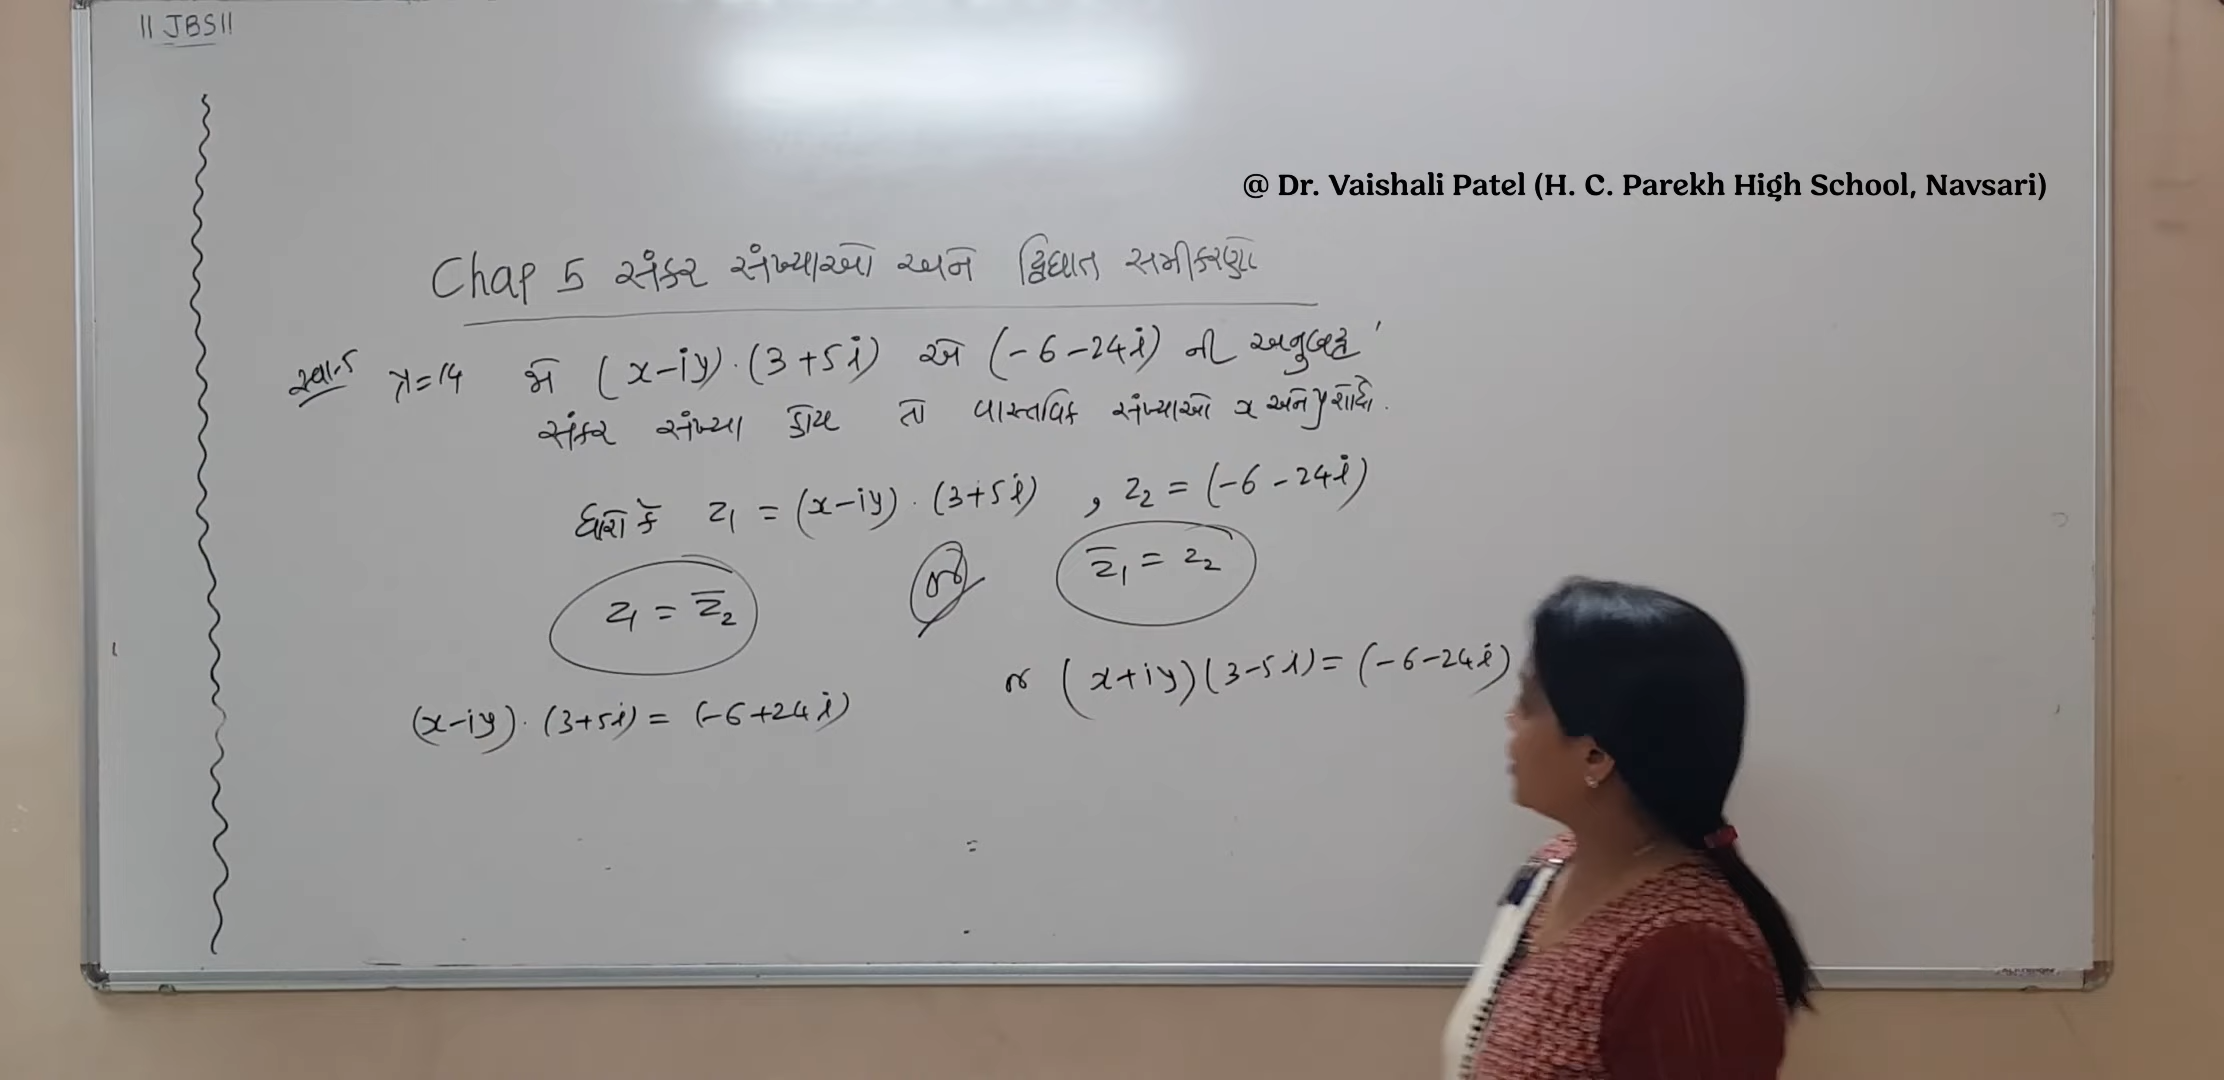 || JBS ||
@ Dr. Vaishali Patel (H. C. Parekh High School, Navsari)
Chap 5 સંકર સંખ્યાઓ અને દ્વિઘાત સમીકરણો
સ્વા.5 પ્ર=14 જો (x-iy)·(3+5i) એ (-6-24i) ની અનુબદ્ધ
સંકર સંખ્યા હોય તો વાસ્તવિક સંખ્યાઓ x અને y શોધો.
ધારો કે z₁ = (x-iy)·(3+5i) , z₂ = (-6-24i)
z₁ = z̅₂ or z̅₁ = z₂
(x-iy)·(3+5i) = (-6+24i) or (x+iy)(3-5i) = (-6-24i)